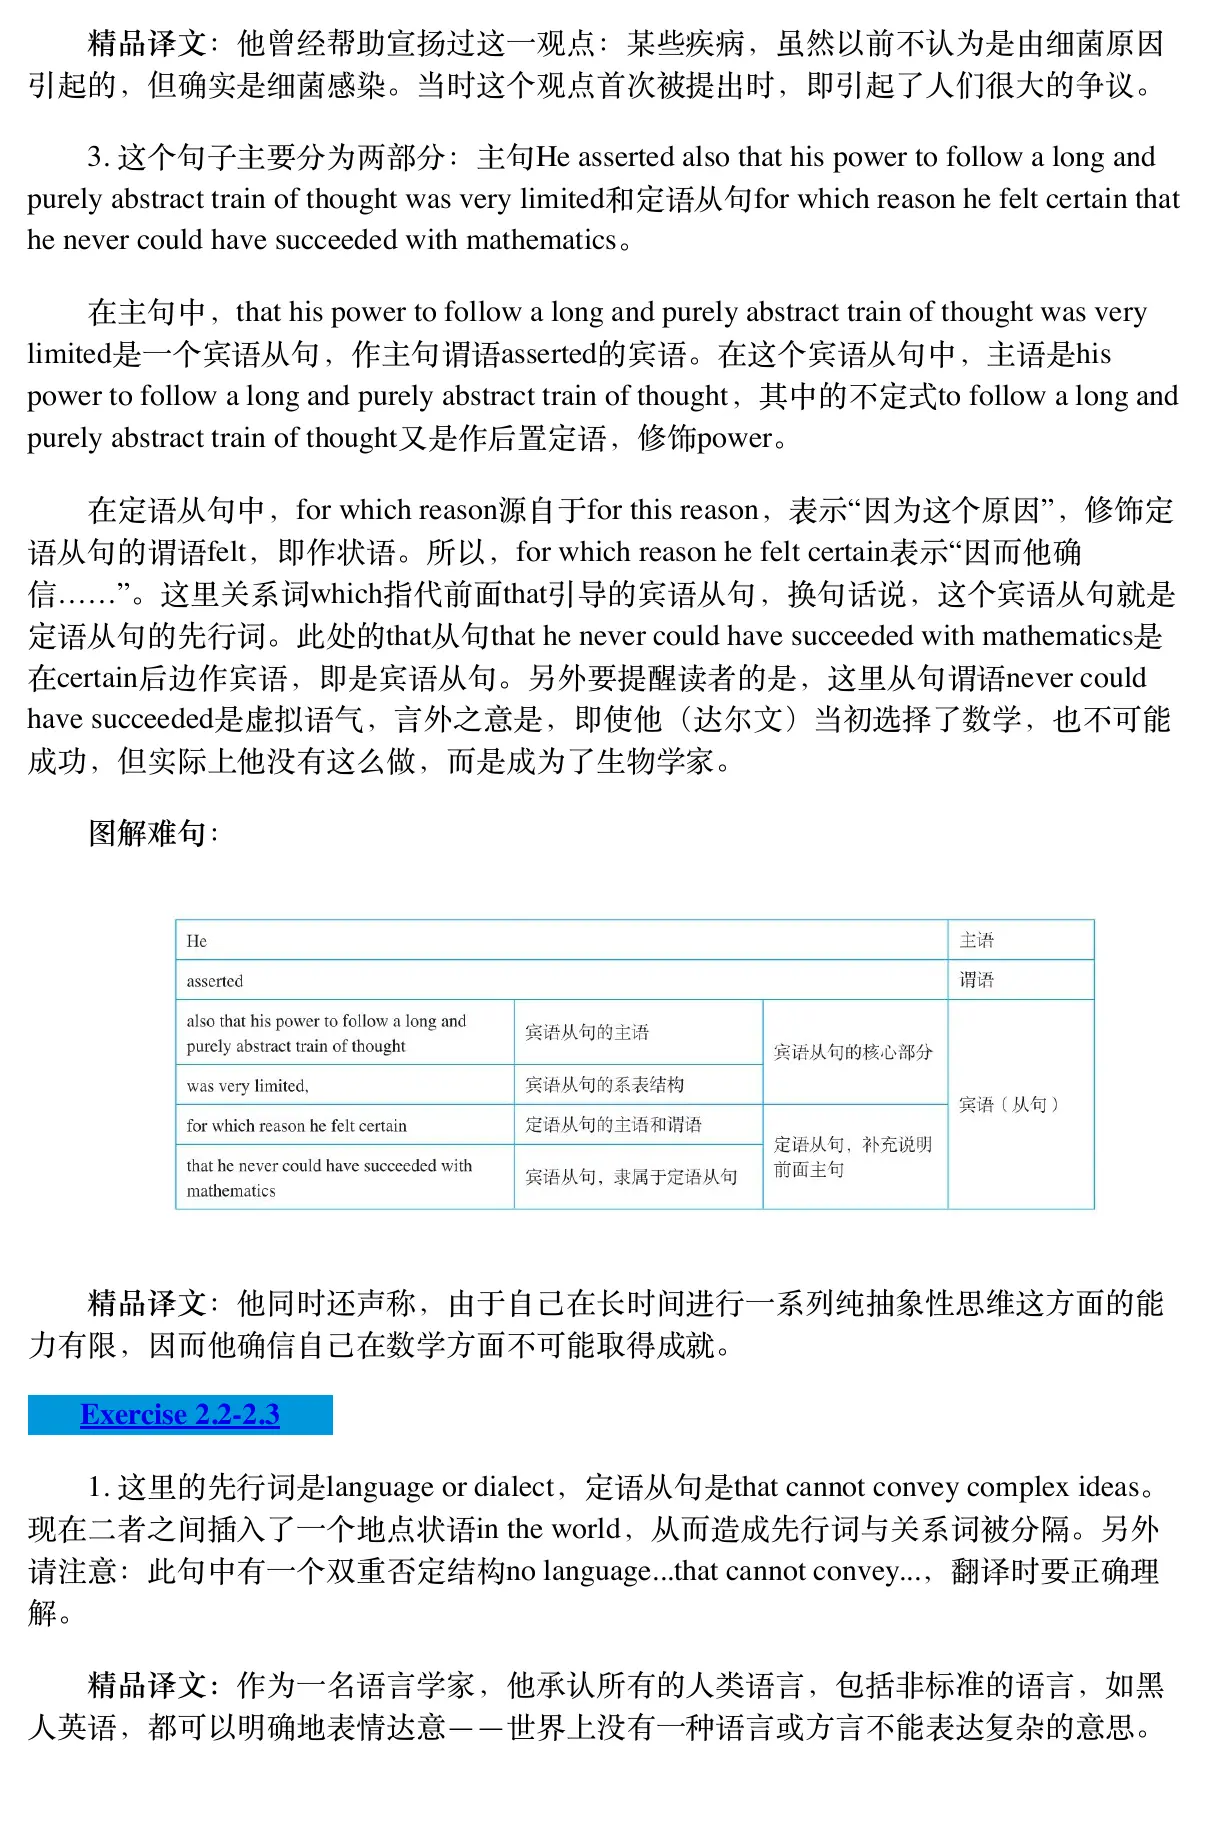 精品译文：他曾经帮助宣扬过这一观点：某些疾病，虽然以前不认为是由细菌原因
引起的，但确实是细菌感染。当时这个观点首次被提出时，即引起了人们很大的争议。
3. 这个句子主要分为两部分：主句He asserted also that his power to follow a long and
purely abstract train of thought was very limited和定语从句for which reason he felt certain that
he never could have succeeded with mathematics。
在主句中，that his power to follow a long and purely abstract train of thought was very
limited是一个宾语从句，作主句谓语asserted的宾语。在这个宾语从句中，主语是his
power to follow a long and purely abstract train of thought，其中的不定式to follow a long and
purely abstract train of thought又是作后置定语，修饰power。
在定语从句中，for which reason源自于for this reason，表示“因为这个原因”，修饰定
语从句的谓语felt，即作状语。所以，for which reason he felt certain表示“因而他确
信……”。这里关系词which指代前面that引导的宾语从句，换句话说，这个宾语从句就是
定语从句的先行词。此处的that从句that he never could have succeeded with mathematics是
在certain后边作宾语，即是宾语从句。另外要提醒读者的是，这里从句谓语never could
have succeeded是虚拟语气，言外之意是，即使他（达尔文）当初选择了数学，也不可能
成功，但实际上他没有这么做，而是成为了生物学家。
图解难句：
He 主语
asserted 谓语
also that his power to follow a long and
purely abstract train of thought
宾语从句的主语
宾语从句的核心部分
was very limited,
宾语从句的系表结构
宾语（从句）
for which reason he felt certain
定语从句的主语和谓语
定语从句，补充说明
前面主句
that he never could have succeeded with
mathematics
宾语从句，隶属于定语从句
精品译文：他同时还声称，由于自己在长时间进行一系列纯抽象性思维这方面的能
力有限，因而他确信自己在数学方面不可能取得成就。
Exercise 2.2-2.3
1. 这里的先行词是language or dialect，定语从句是that cannot convey complex ideas。
现在二者之间插入了一个地点状语in the world，从而造成先行词与关系词被分隔。另外
请注意：此句中有一个双重否定结构no language...that cannot convey...，翻译时要正确理
解。
精品译文：作为一名语言学家，他承认所有的人类语言，包括非标准的语言，如黑
人英语，都可以明确地表情达意——世界上没有一种语言或方言不能表达复杂的意思。